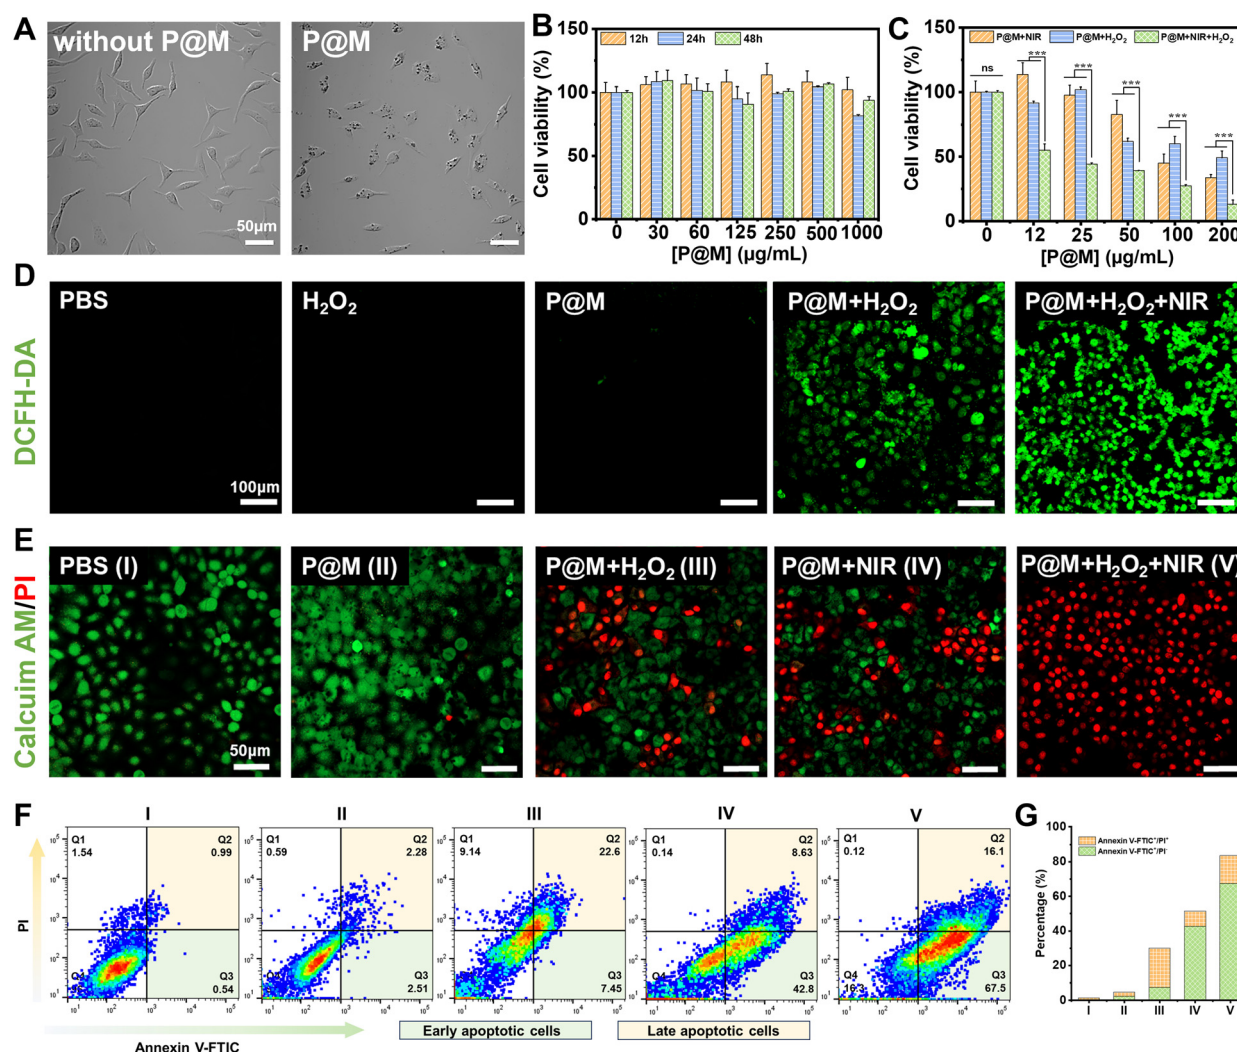 A
without P@M
50µm
P@M
B
Cell viability (%)
150
100
50
0
12h
24h
48h
0 30 60 125 250 500 1000
[P@M] (µg/mL)
C
Cell viability (%)
150
100
50
0
P@M+NIR
P@M+H₂O₂
P@M+NIR+H₂O₂
ns
***
***
***
***
***
0 12 25 50 100 200
[P@M] (µg/mL)
D
DCFH-DA
PBS
100µm
H₂O₂
P@M
P@M+H₂O₂
P@M+H₂O₂+NIR
E
Calcuim AM/PI
PBS (I)
50µm
P@M (II)
P@M+H₂O₂ (III)
P@M+NIR (IV)
P@M+H₂O₂+NIR (V)
F
PI
I
Q1
1.54
Q2
0.99
Q3
0.54
II
Q1
0.59
Q2
2.28
Q3
2.51
III
Q1
9.14
Q2
22.6
Q3
7.45
IV
Q1
0.14
Q2
8.63
Q4
Q3
42.8
V
Q1
0.12
Q2
16.1
Q4
16.3
Q3
67.5
Annexin V-FTIC
Early apoptotic cells
Late apoptotic cells
G
Percentage (%)
100
80
60
40
20
0
Annexin V-FTIC⁺/PI⁺
Annexin V-FTIC⁺/PI⁻
I II III IV V